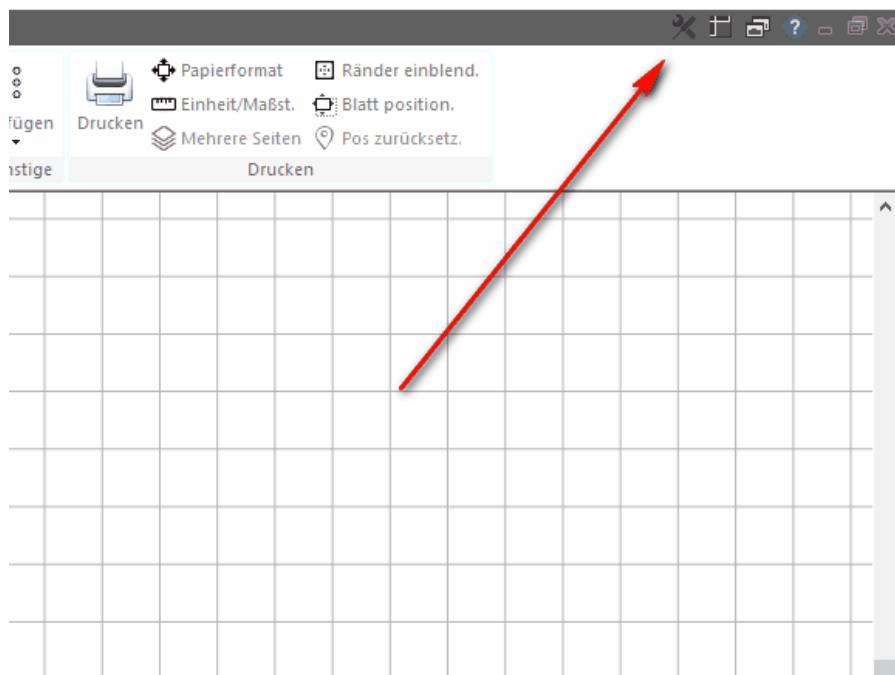 ?
Papierformat
Ränder einblend.
fügen
Drucken
Einheit/Maßst.
Blatt position.
Mehrere Seiten
Pos zurücksetz.
nstige
Drucken